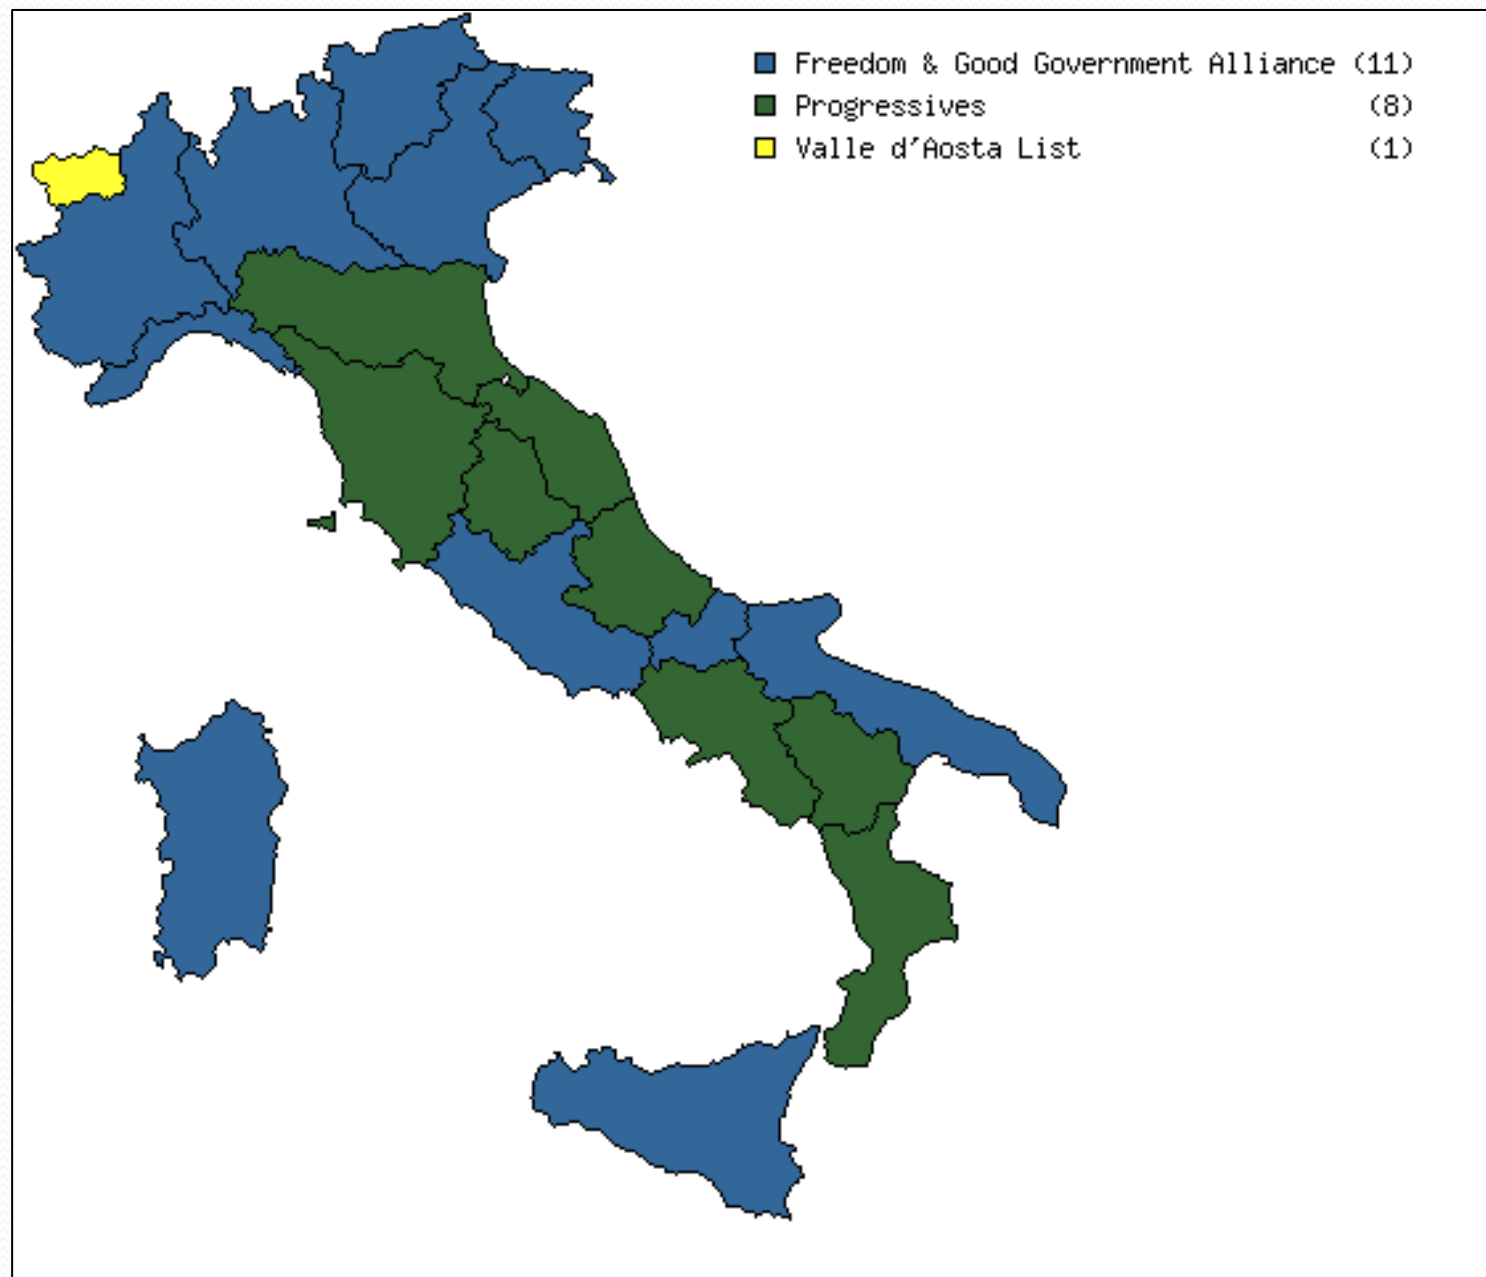 Freedom & Good Government Alliance (11)
Progressives (8)
Valle d'Aosta List (1)